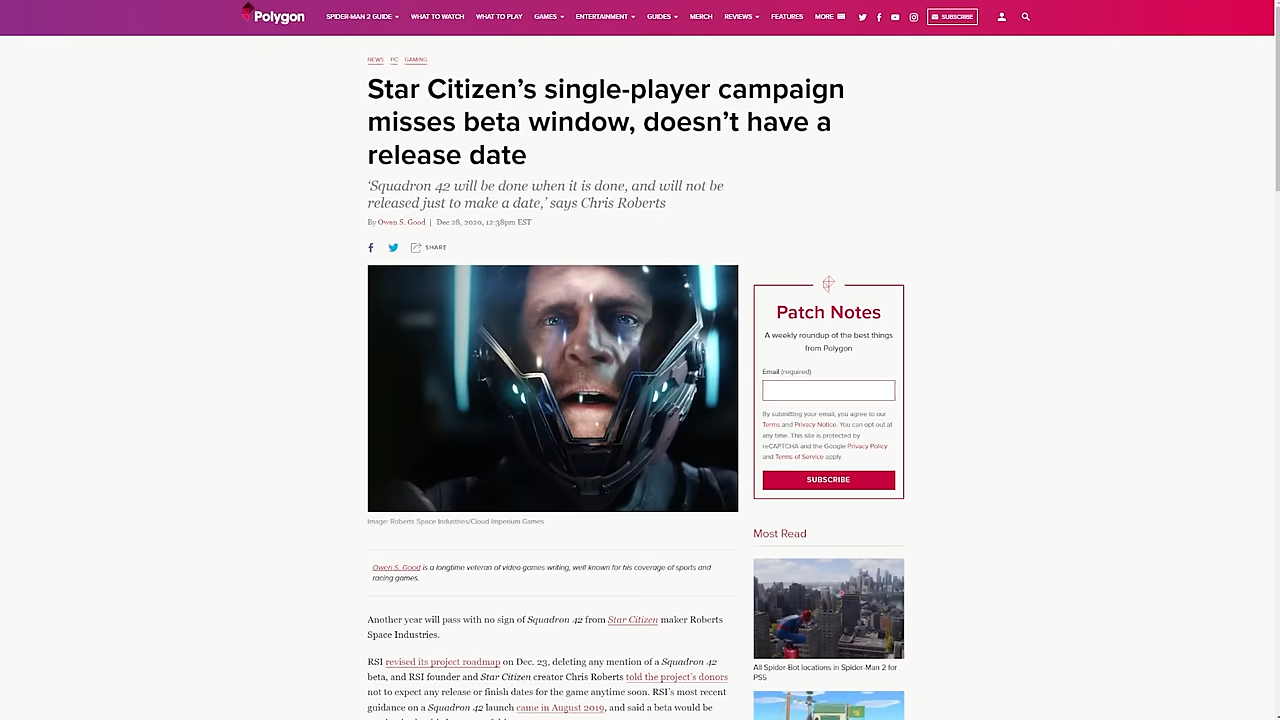 Polygon
SPIDER-MAN 2 GUIDE WHAT TO WATCH WHAT TO PLAY GAMES ENTERTAINMENT GUIDES MERCH REVIEWS FEATURES MORE SUBSCRIBE
NEWS PC GAMING
Star Citizen’s single-player campaign
misses beta window, doesn’t have a
release date
‘Squadron 42 will be done when it is done, and will not be
released just to make a date,’ says Chris Roberts
By Owen S. Good | Dec 28, 2020, 12:38pm EST
SHARE
Image: Roberts Space Industries/Cloud Imperium Games
Owen S. Good is a longtime veteran of video games writing, well known for his coverage of sports and
racing games.
Another year will pass with no sign of Squadron 42 from Star Citizen maker Roberts
Space Industries.
RSI revised its project roadmap on Dec. 23, deleting any mention of a Squadron 42
beta, and RSI founder and Star Citizen creator Chris Roberts told the project’s donors
not to expect any release or finish dates for the game anytime soon. RSI’s most recent
guidance on a Squadron 42 launch came in August 2019, and said a beta would be
Patch Notes
A weekly roundup of the best things
from Polygon
Email (required)
By submitting your email, you agree to our
Terms and Privacy Notice. You can opt out at
any time. This site is protected by
reCAPTCHA and the Google Privacy Policy
and Terms of Service apply.
SUBSCRIBE
Most Read
All Spider-Bot locations in Spider-Man 2 for
PS5